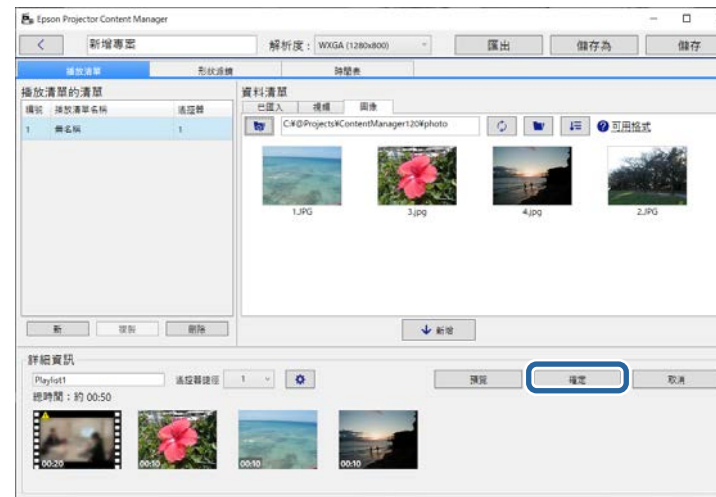 Epson Projector Content Manager
新增專案 解析度： WXGA (1280x800) 匯出 儲存為 儲存
播放清單 形狀濾鏡 時間表
播放清單的清單 資料清單
編號 播放清單名稱 遙控器 已匯入 視頻 圖像
1 無名稱 1 C:¥@Projects¥ContentManager120¥photo ? 可用格式
1.JPG 3.jpg 4.jpg 2.JPG
新 複製 刪除 新增
詳細資訊
Playlist1 遙控器捷徑 1 預覽 確定 取消
總時間：約 00:50
00:20 00:10 00:10 00:10